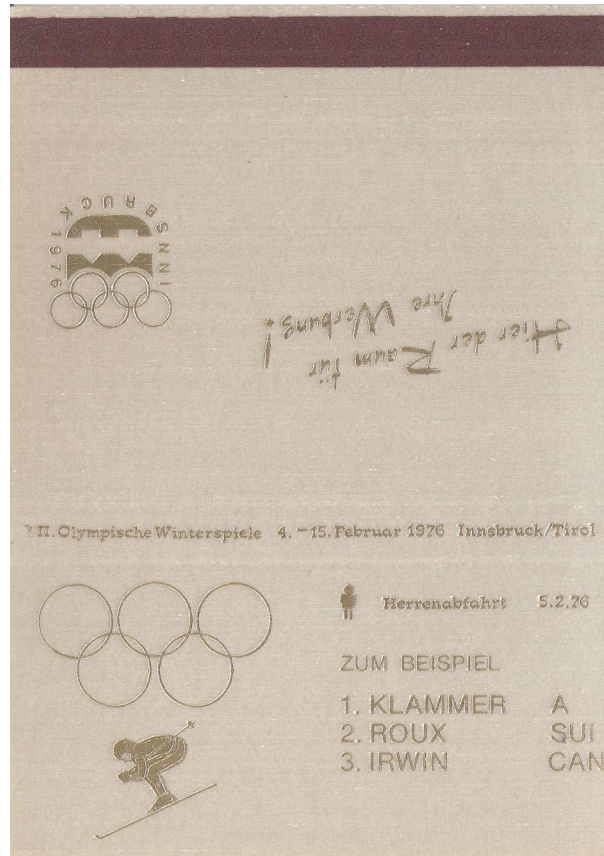 INNSBRUCK 1976
Hier der Raum für
Ihre Werbung!
XII. Olympische Winterspiele 4. – 15. Februar 1976 Innsbruck/Tirol
Herrenabfahrt 5.2.76
ZUM BEISPIEL
1. KLAMMER A
2. ROUX SUI
3. IRWIN CAN